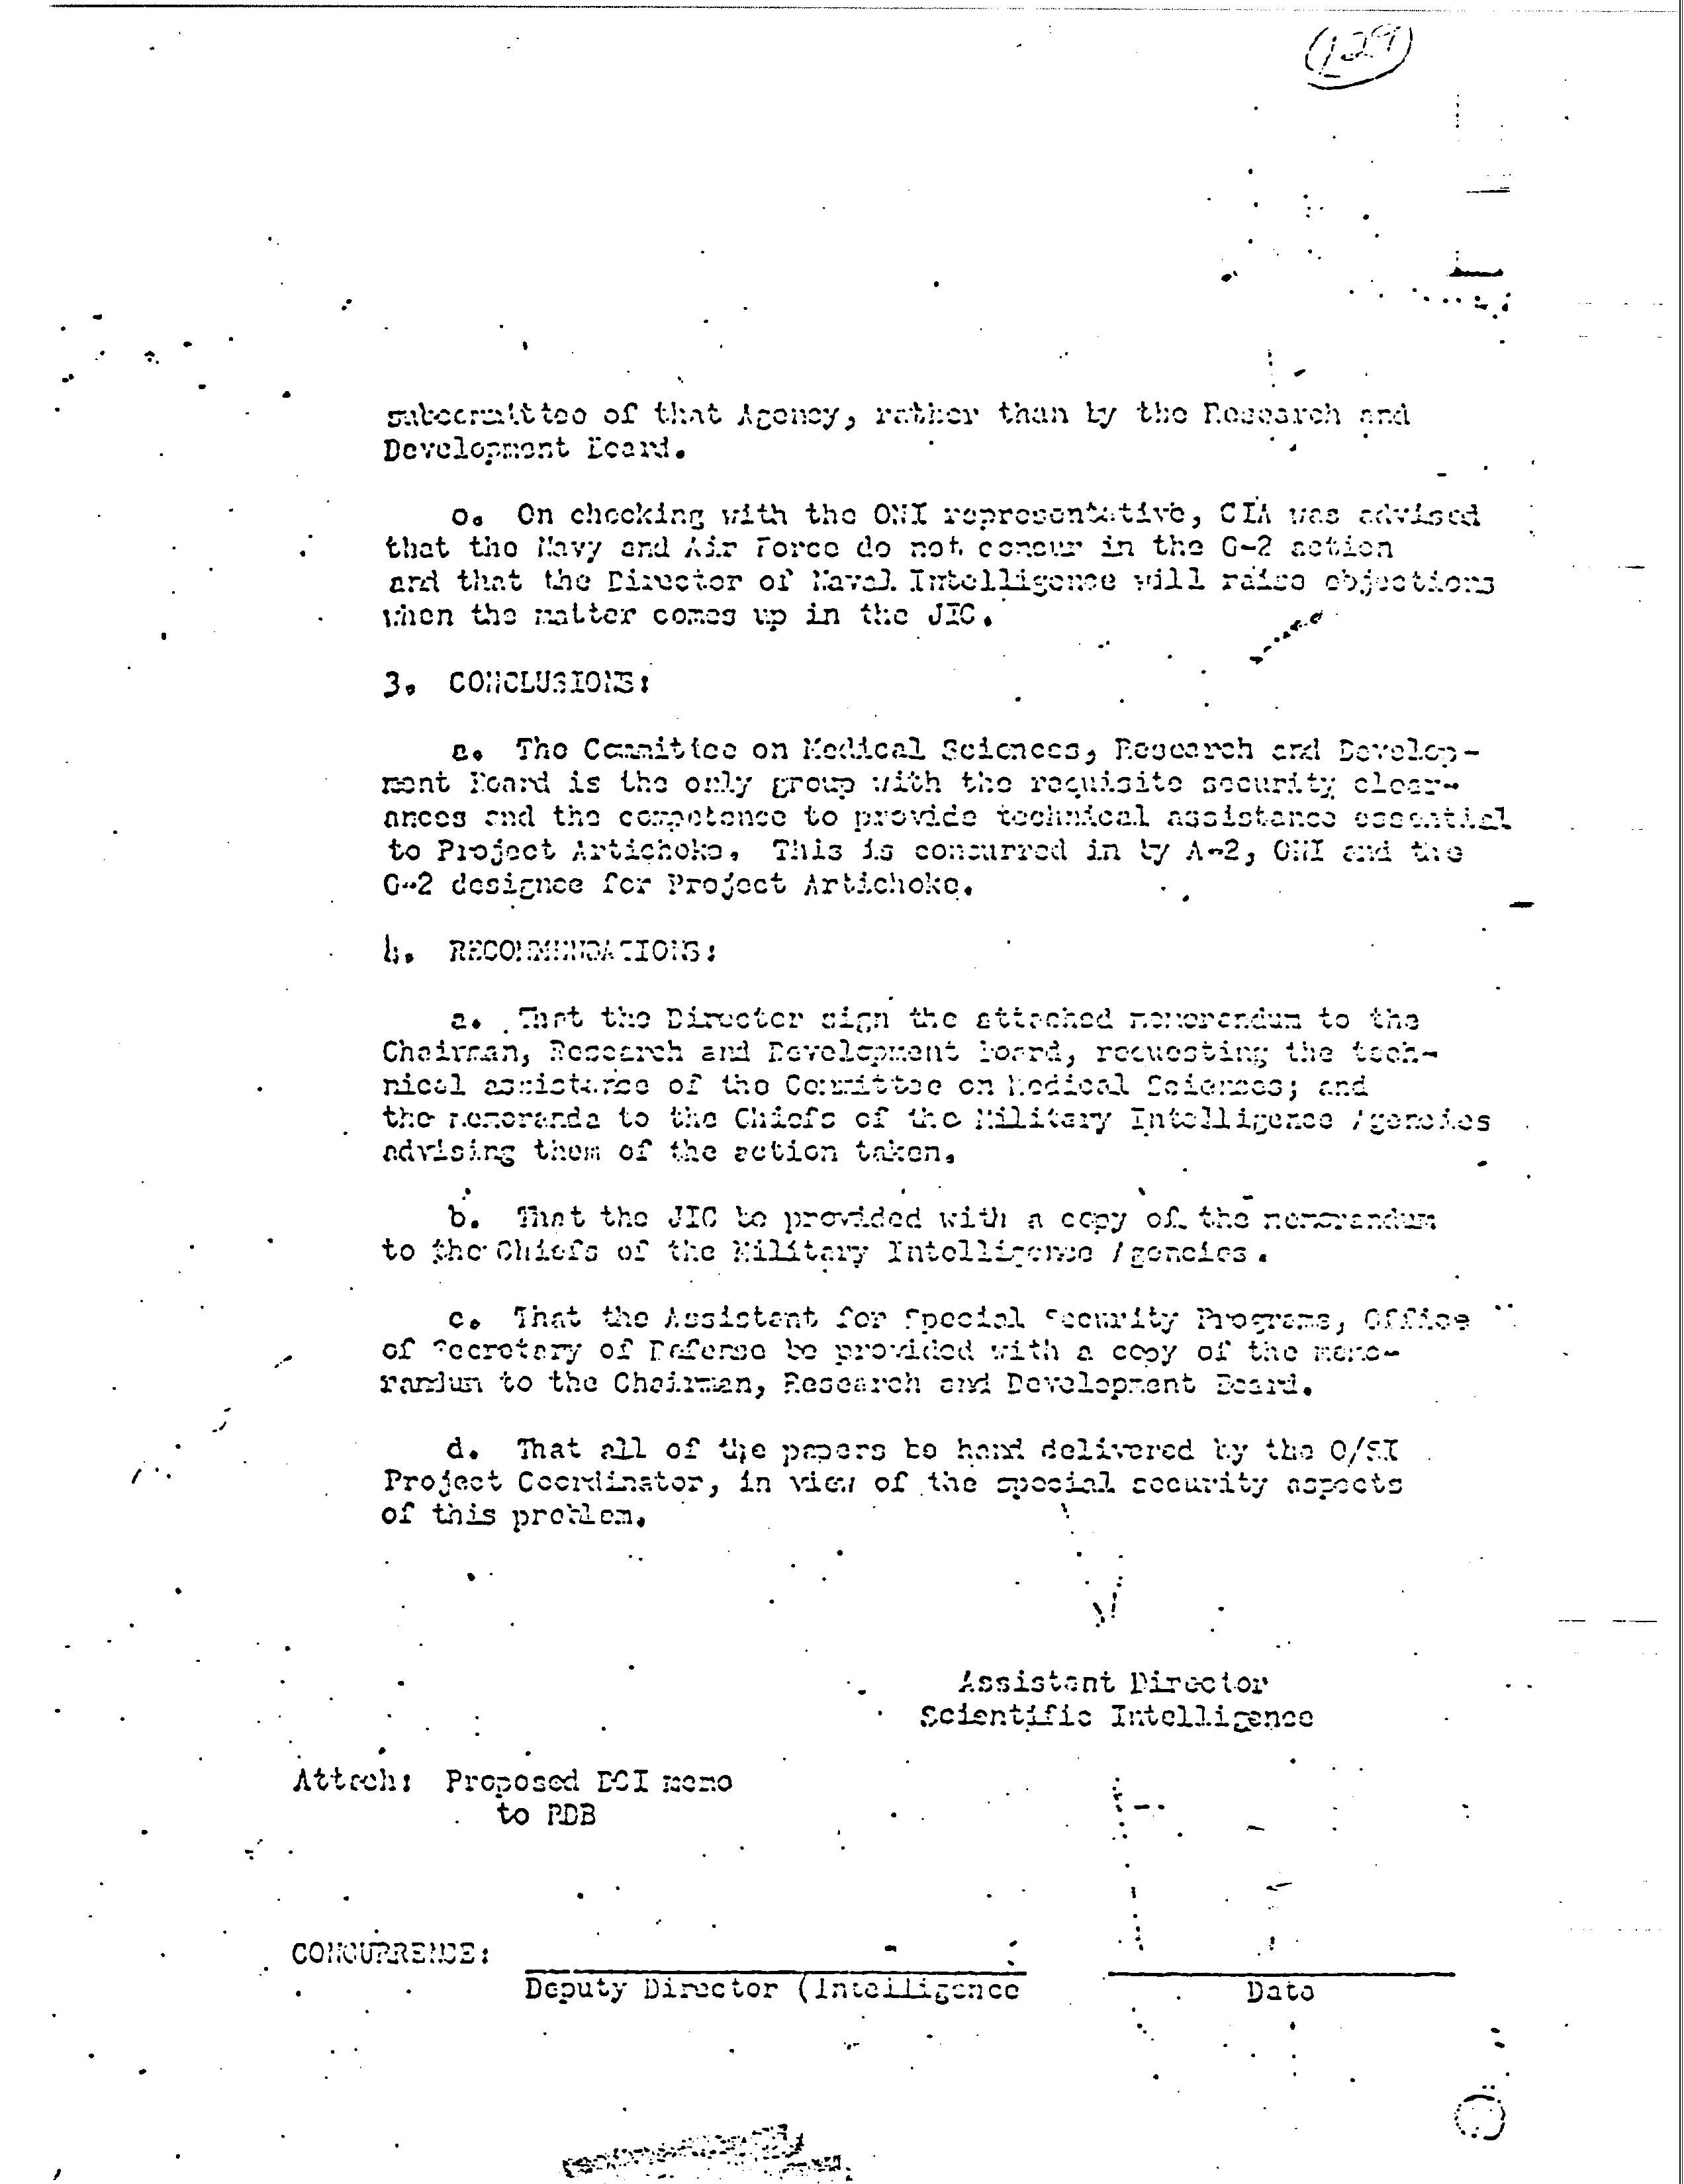 129
subcommittee of that Agency, rather than by the Research and
Development Board.
o. On checking with the ONI representative, CIA was advised
that the Navy and Air Force do not concur in the G-2 action
and that the Director of Naval Intelligence will raise objections
when the matter comes up in the JIC.
3. CONCLUSIONS:
a. The Committee on Medical Sciences, Research and Develop-
ment Board is the only group with the requisite security clear-
ances and the competence to provide technical assistance essential
to Project Artichoke. This is concurred in by A-2, ONI and the
G-2 designee for Project Artichoke.
4. RECOMMENDATIONS:
a. That the Director sign the attached memorandum to the
Chairman, Research and Development Board, requesting the tech-
nical assistance of the Committee on Medical Sciences; and
the memoranda to the Chiefs of the Military Intelligence Agencies
advising them of the action taken.
b. That the JIC be provided with a copy of the memorandum
to the Chiefs of the Military Intelligence Agencies.
c. That the Assistant for Special Security Programs, Office
of Secretary of Defense be provided with a copy of the memo-
randum to the Chairman, Research and Development Board.
d. That all of the papers be hand delivered by the O/SI
Project Coordinator, in view of the special security aspects
of this problem.
Assistant Director
Scientific Intelligence
Attach: Proposed DCI memo
to RDB
CONCURRENCE:
Deputy Director (Intelligence
Date